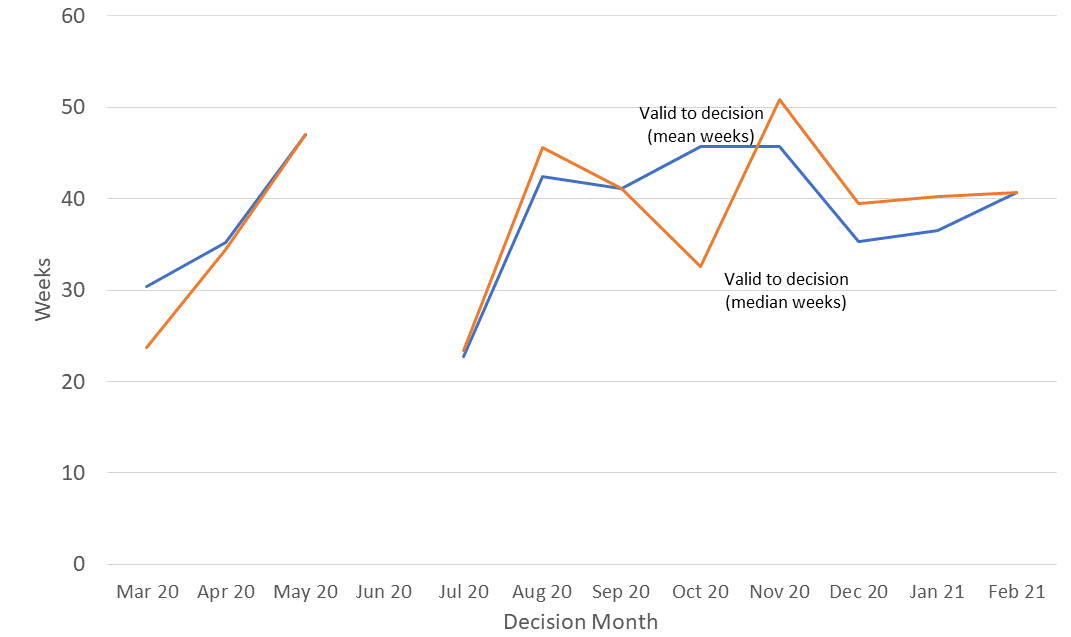 60
50
40
30
20
10
0
Weeks
Valid to decision
(mean weeks)
Valid to decision
(median weeks)
Mar 20 Apr 20 May 20 Jun 20 Jul 20 Aug 20 Sep 20 Oct 20 Nov 20 Dec 20 Jan 21 Feb 21
Decision Month